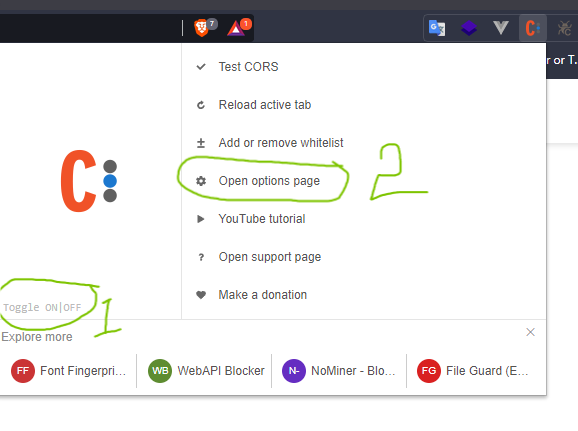 7
1
C:
r or T.
Test CORS
Reload active tab
Add or remove whitelist
Open options page
2
YouTube tutorial
? Open support page
Make a donation
C:
Toggle ON|OFF
1
Explore more
FF Font Fingerpri...
WB WebAPI Blocker
N- NoMiner - Blo...
FG File Guard (E...